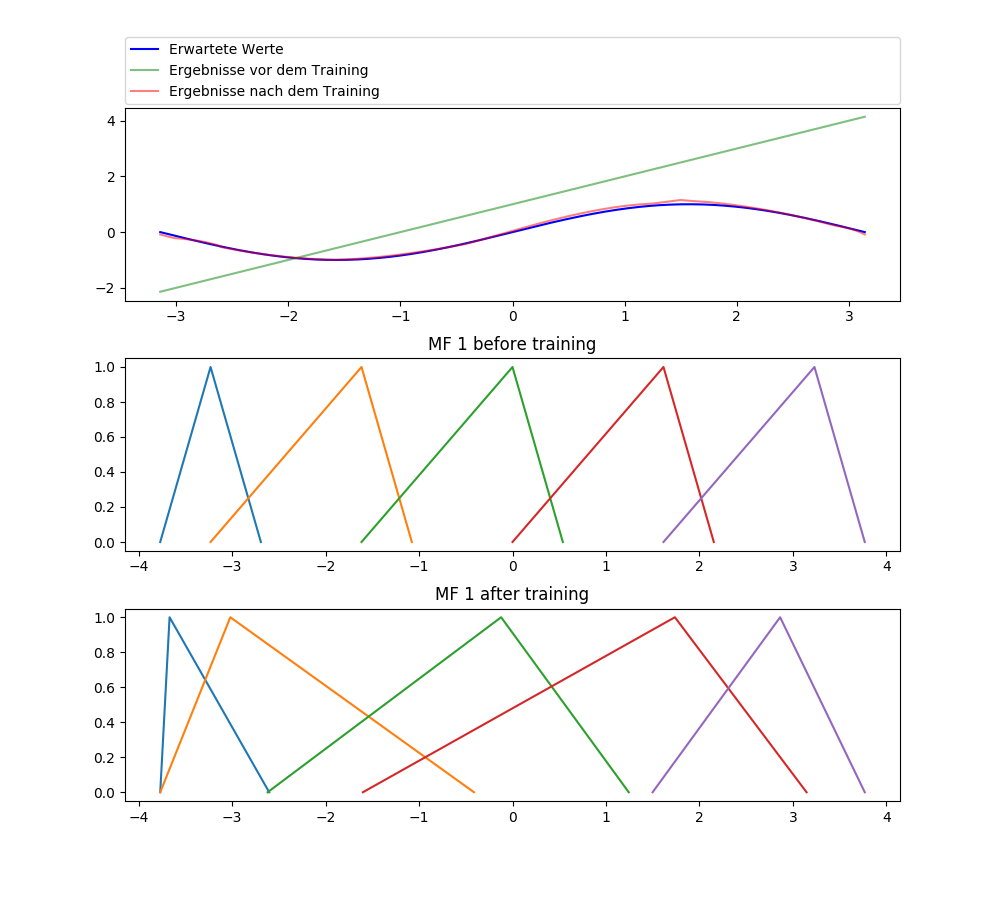 Erwartete Werte
Ergebnisse vor dem Training
Ergebnisse nach dem Training
4
2
0
−2
−3 −2 −1 0 1 2 3
MF 1 before training
1.0
0.8
0.6
0.4
0.2
0.0
−4 −3 −2 −1 0 1 2 3 4
MF 1 after training
1.0
0.8
0.6
0.4
0.2
0.0
−4 −3 −2 −1 0 1 2 3 4